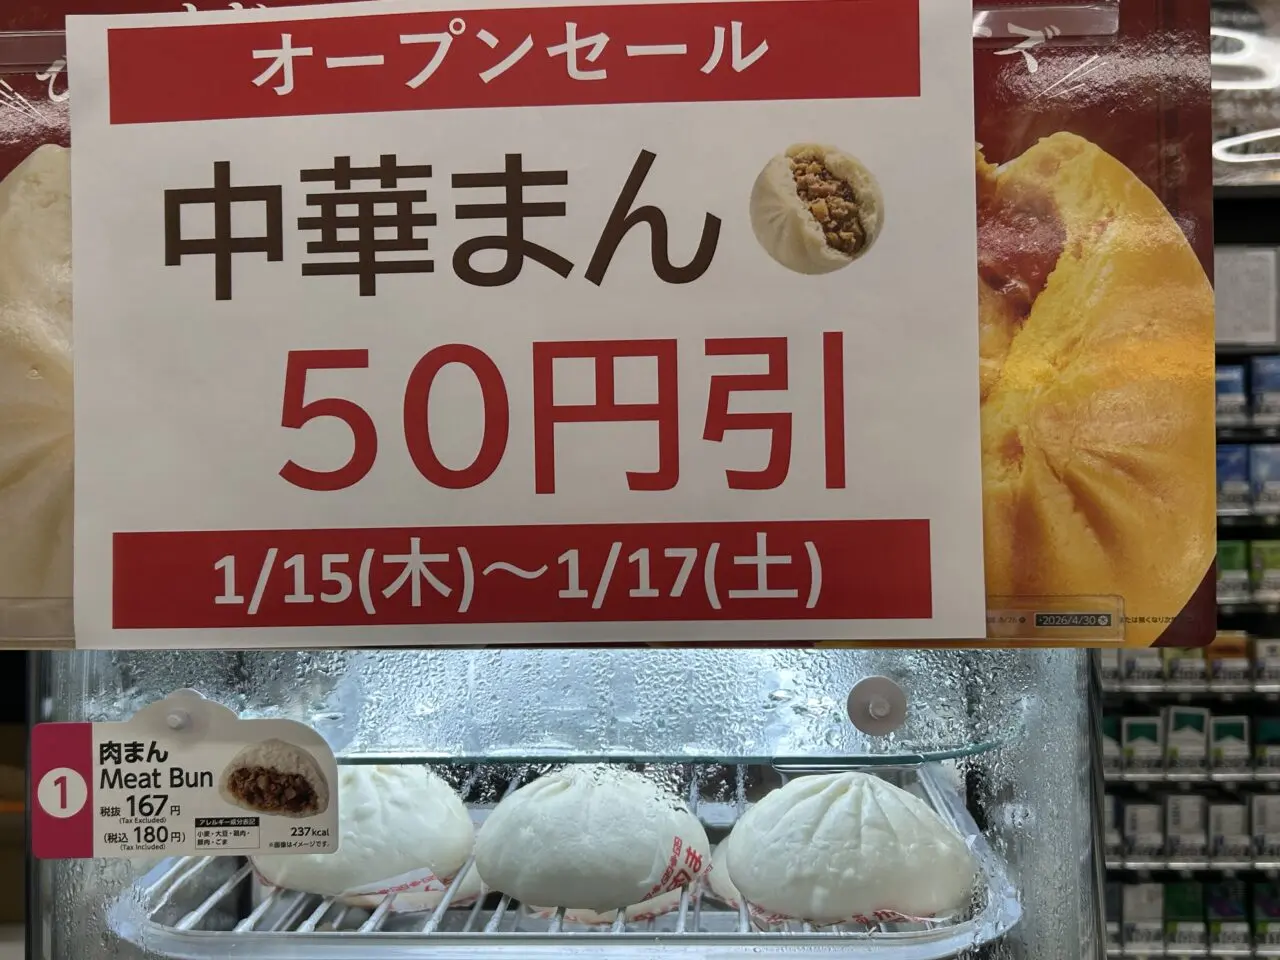 オープンセール
中華まん
50円引
1/15(木)～1/17(土)
ズ
2026/4/30
1
肉まん
Meat Bun
税抜 167円
(Tax Excluded)
(税込 180円)
(Tax Included)
アレルギー成分表記
小麦・大豆・鶏肉・
豚肉・ごま
237kcal
※画像はイメージです。